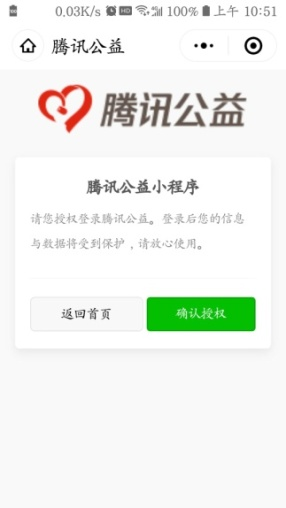 0.03K/s HD 4G 100% 上午 10:51
腾讯公益
腾讯公益
腾讯公益小程序
请您授权登录腾讯公益。登录后您的信息
与数据将受到保护，请放心使用。
返回首页
确认授权